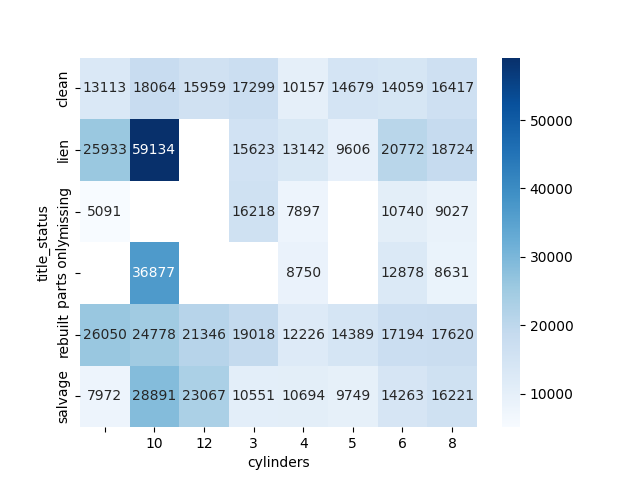 clean 13113 18064 15959 17299 10157 14679 14059 16417
lien 25933 59134 15623 13142 9606 20772 18724
missing 5091 16218 7897 10740 9027
parts only 36877 8750 12878 8631
rebuilt 26050 24778 21346 19018 12226 14389 17194 17620
salvage 7972 28891 23067 10551 10694 9749 14263 16221
title_status
10 12 3 4 5 6 8
cylinders
50000
40000
30000
20000
10000